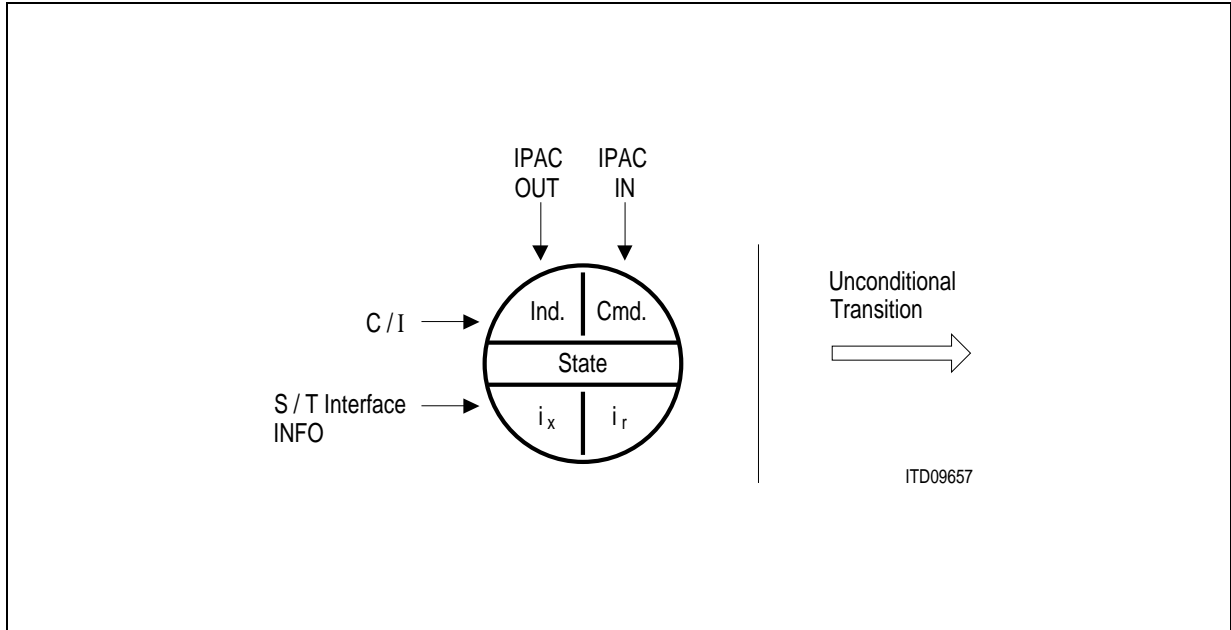 IPAC
OUT
IPAC
IN
C / I
Ind.
Cmd.
State
S / T Interface
INFO
i x
i r
Unconditional
Transition
ITD09657